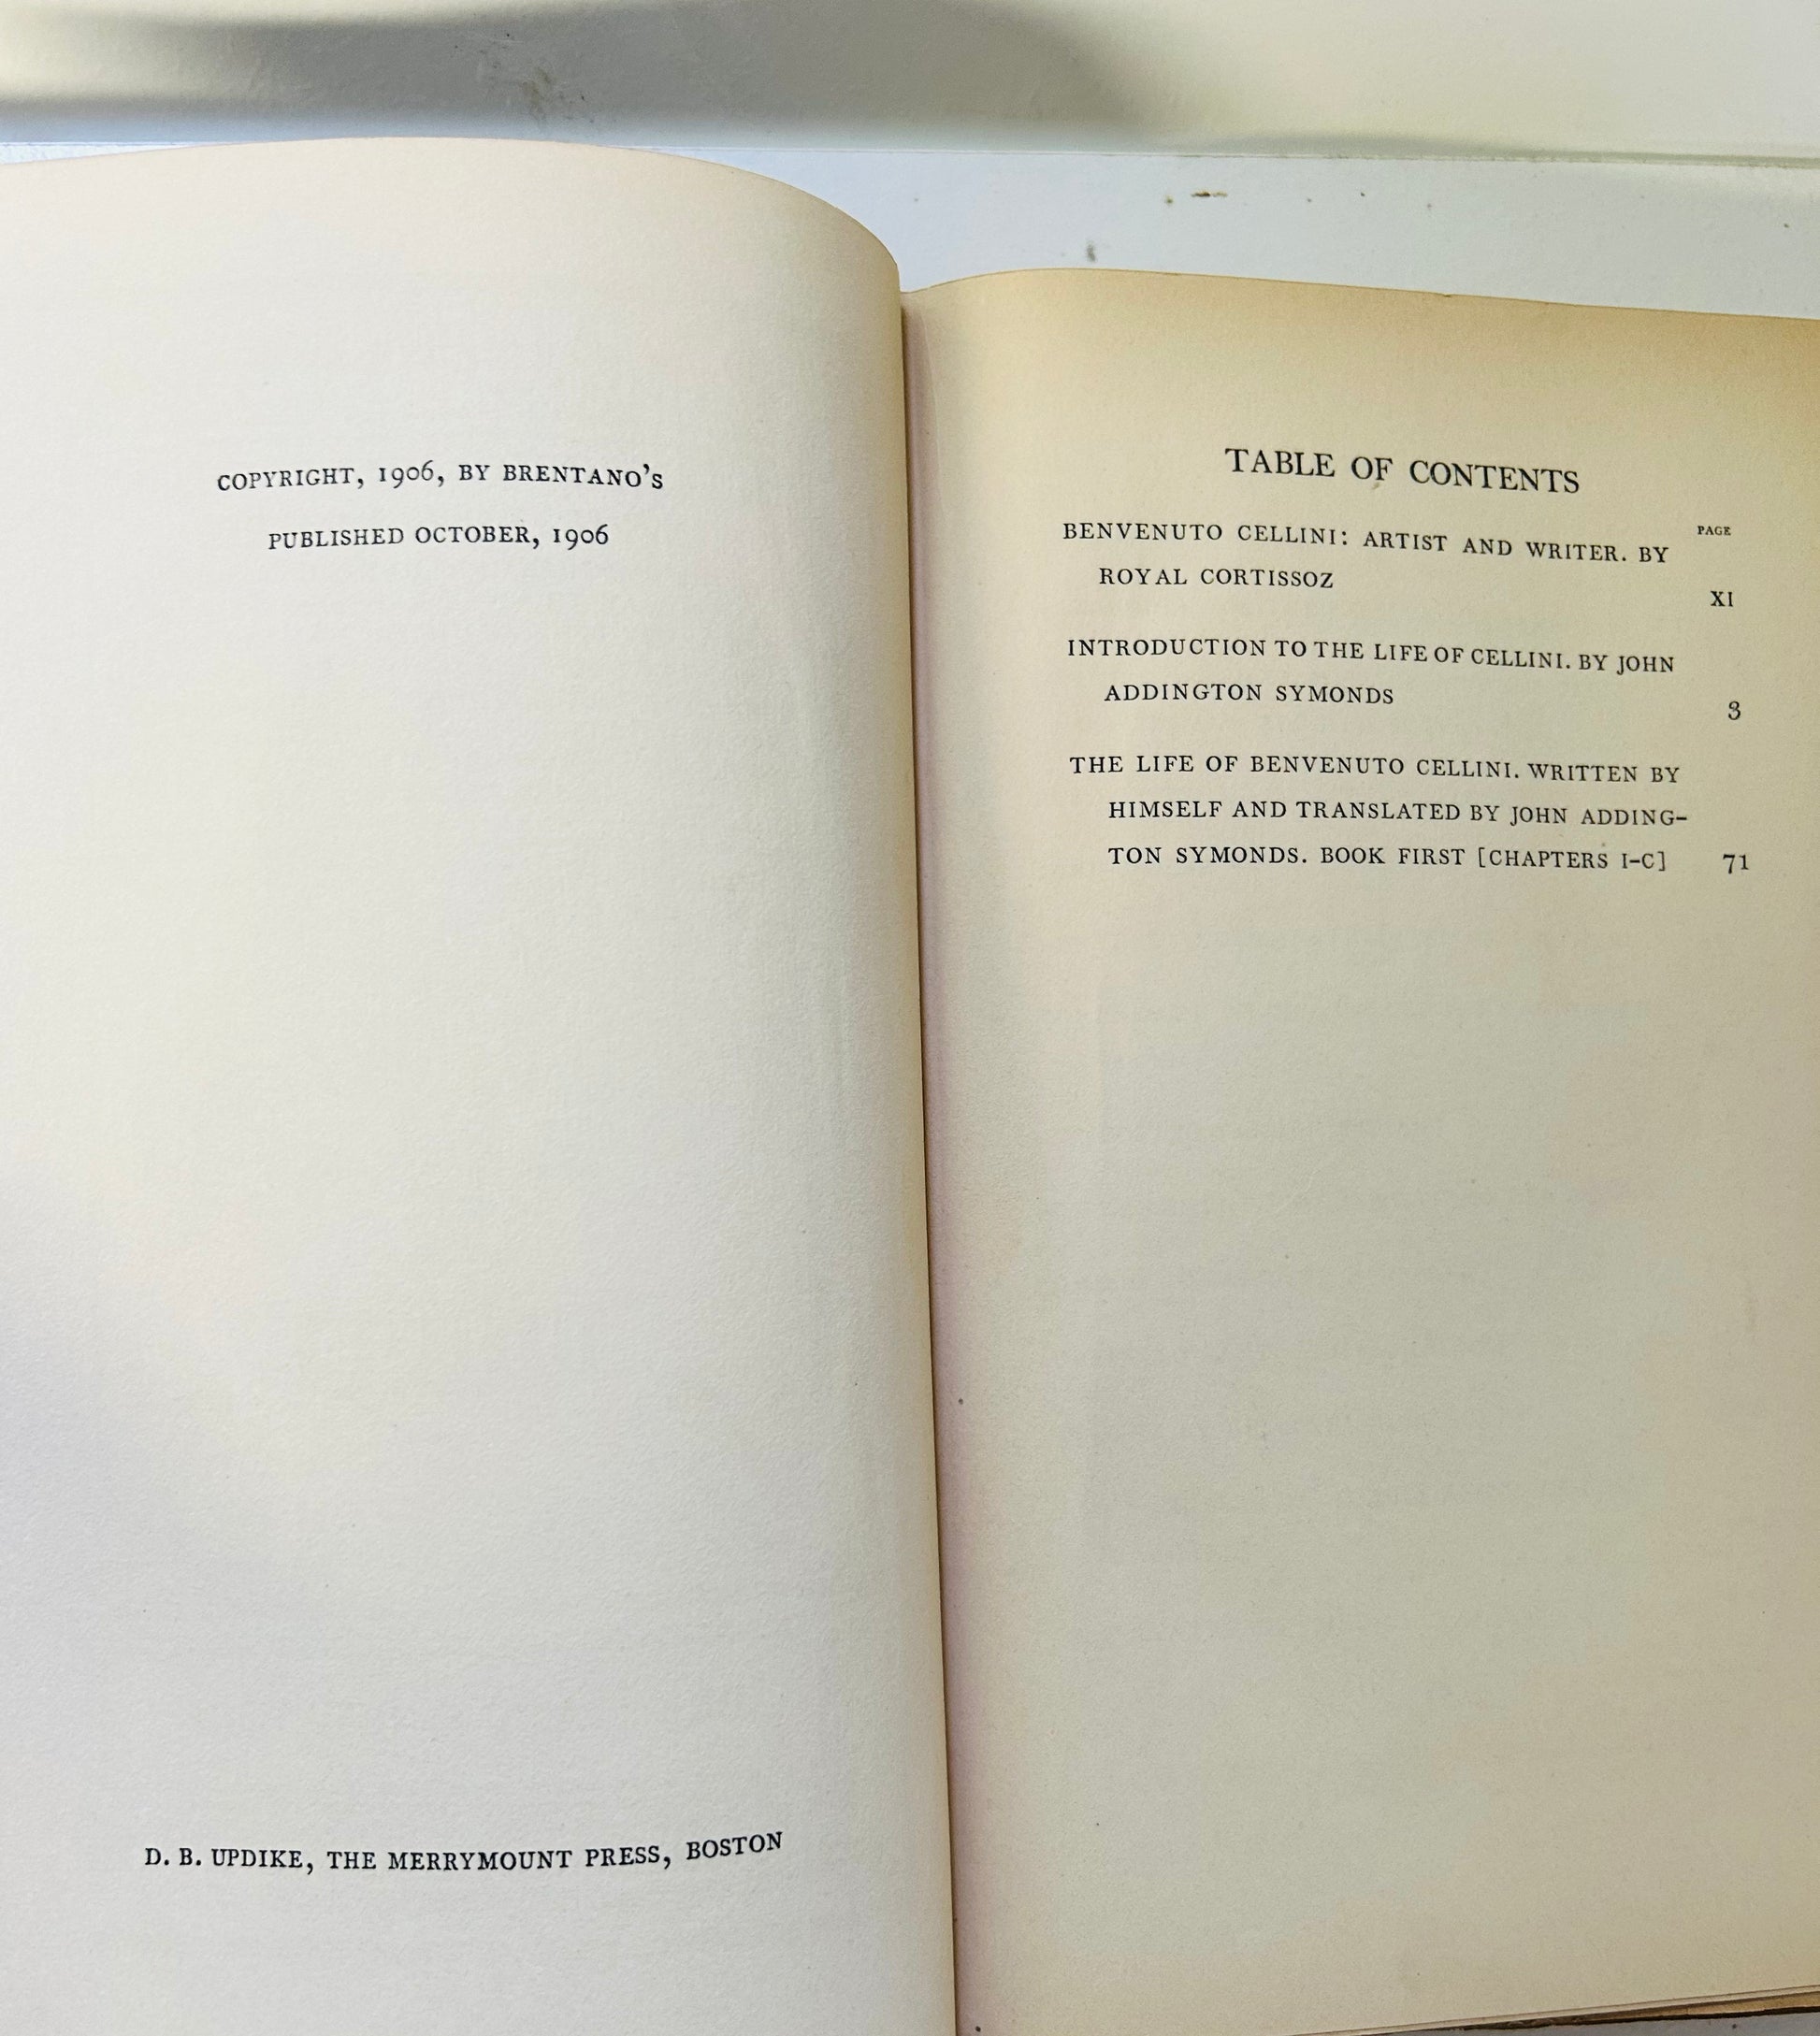 COPYRIGHT, 1906, BY BRENTANO'S
PUBLISHED OCTOBER, 1906
D. B. UPDIKE, THE MERRYMOUNT PRESS, BOSTON
TABLE OF CONTENTS
PAGE
BENVENUTO CELLINI: ARTIST AND WRITER. BY
ROYAL CORTISSOZ XI
INTRODUCTION TO THE LIFE OF CELLINI. BY JOHN
ADDINGTON SYMONDS 3
THE LIFE OF BENVENUTO CELLINI. WRITTEN BY
HIMSELF AND TRANSLATED BY JOHN ADDING-
TON SYMONDS. BOOK FIRST [CHAPTERS I-C] 71